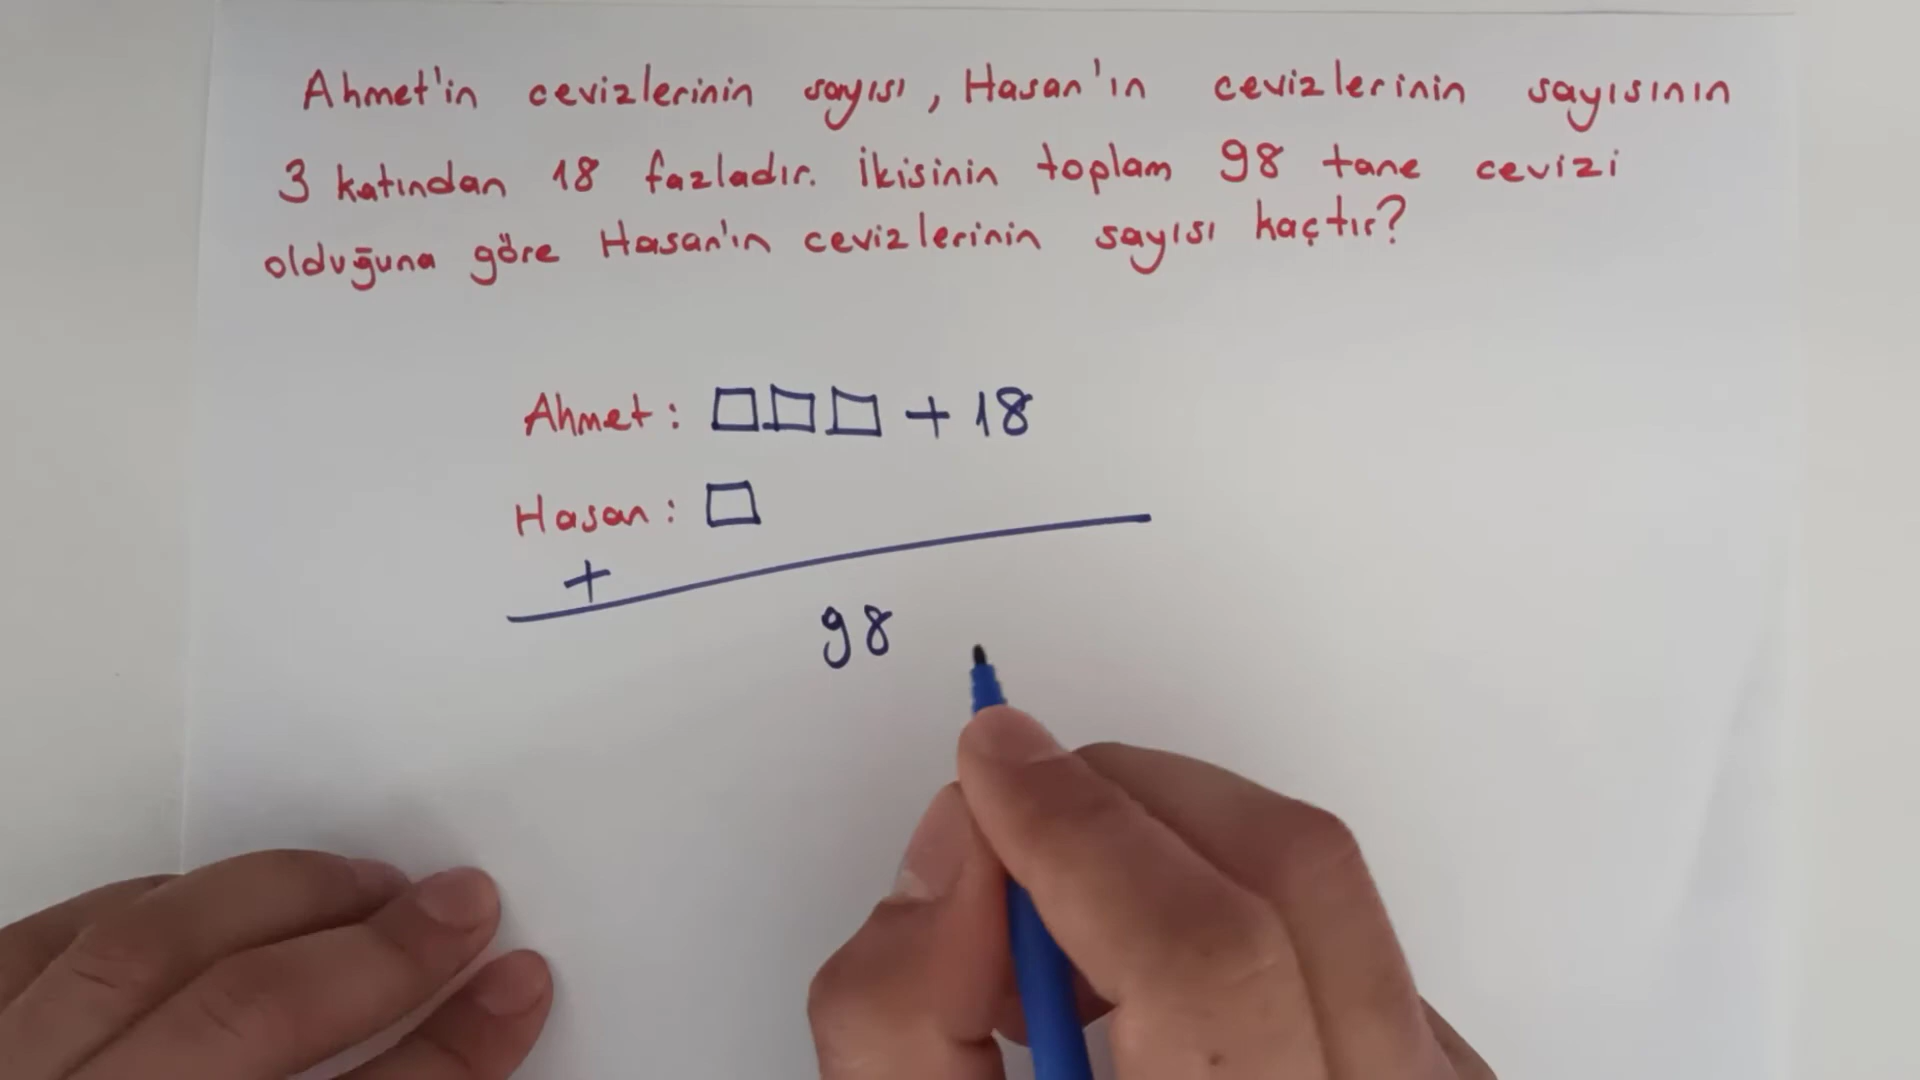 Ahmet'in cevizlerinin sayısı, Hasan'ın cevizlerinin sayısının
3 katından 18 fazladır. İkisinin toplam 98 tane cevizi
olduğuna göre Hasan'ın cevizlerinin sayısı kaçtır?
Ahmet : □□□ + 18
Hasan : □
+
98